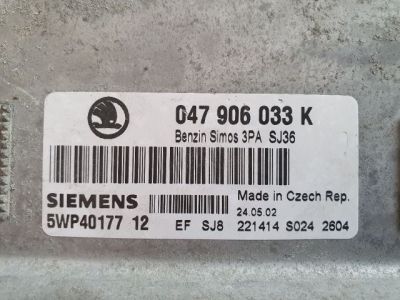 047 906 033 K
Benzin Simos 3PA SJ36
SIEMENS
Made in Czech Rep.
24.05.02
5WP40177 12 EF SJ8 221414 S024 2604